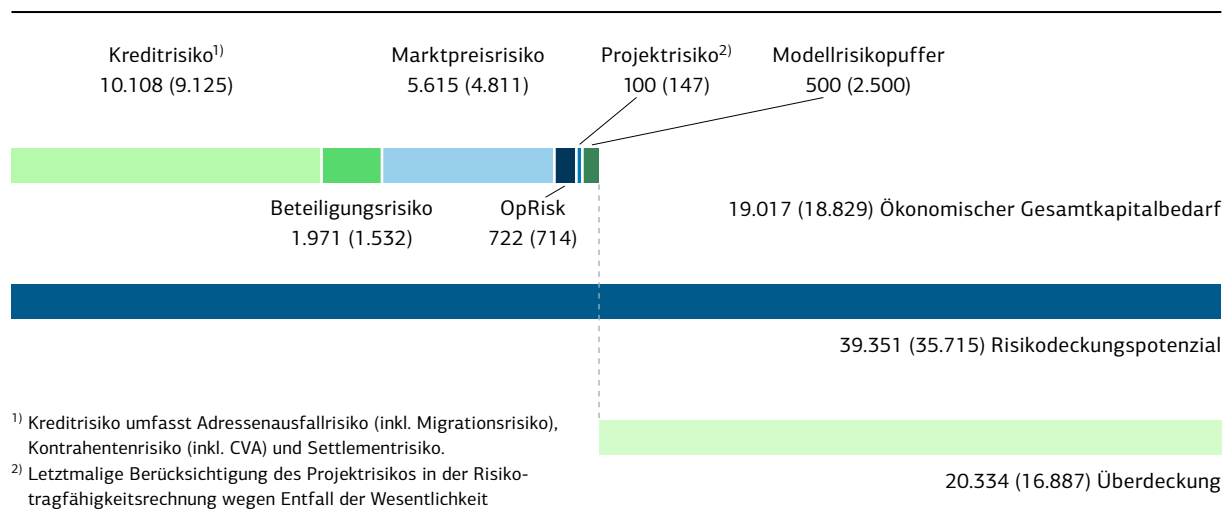 Kreditrisiko1)
10.108 (9.125)
Marktpreisrisiko
5.615 (4.811)
Projektrisiko2)
100 (147)
Modellrisikopuffer
500 (2.500)
Beteiligungsrisiko
1.971 (1.532)
OpRisk
722 (714)
19.017 (18.829) Ökonomischer Gesamtkapitalbedarf
39.351 (35.715) Risikodeckungspotenzial
1) Kreditrisiko umfasst Adressenausfallrisiko (inkl. Migrationsrisiko),
Kontrahentenrisiko (inkl. CVA) und Settlementrisiko.
2) Letztmalige Berücksichtigung des Projektrisikos in der Risiko-
tragfähigkeitsrechnung wegen Entfall der Wesentlichkeit
20.334 (16.887) Überdeckung